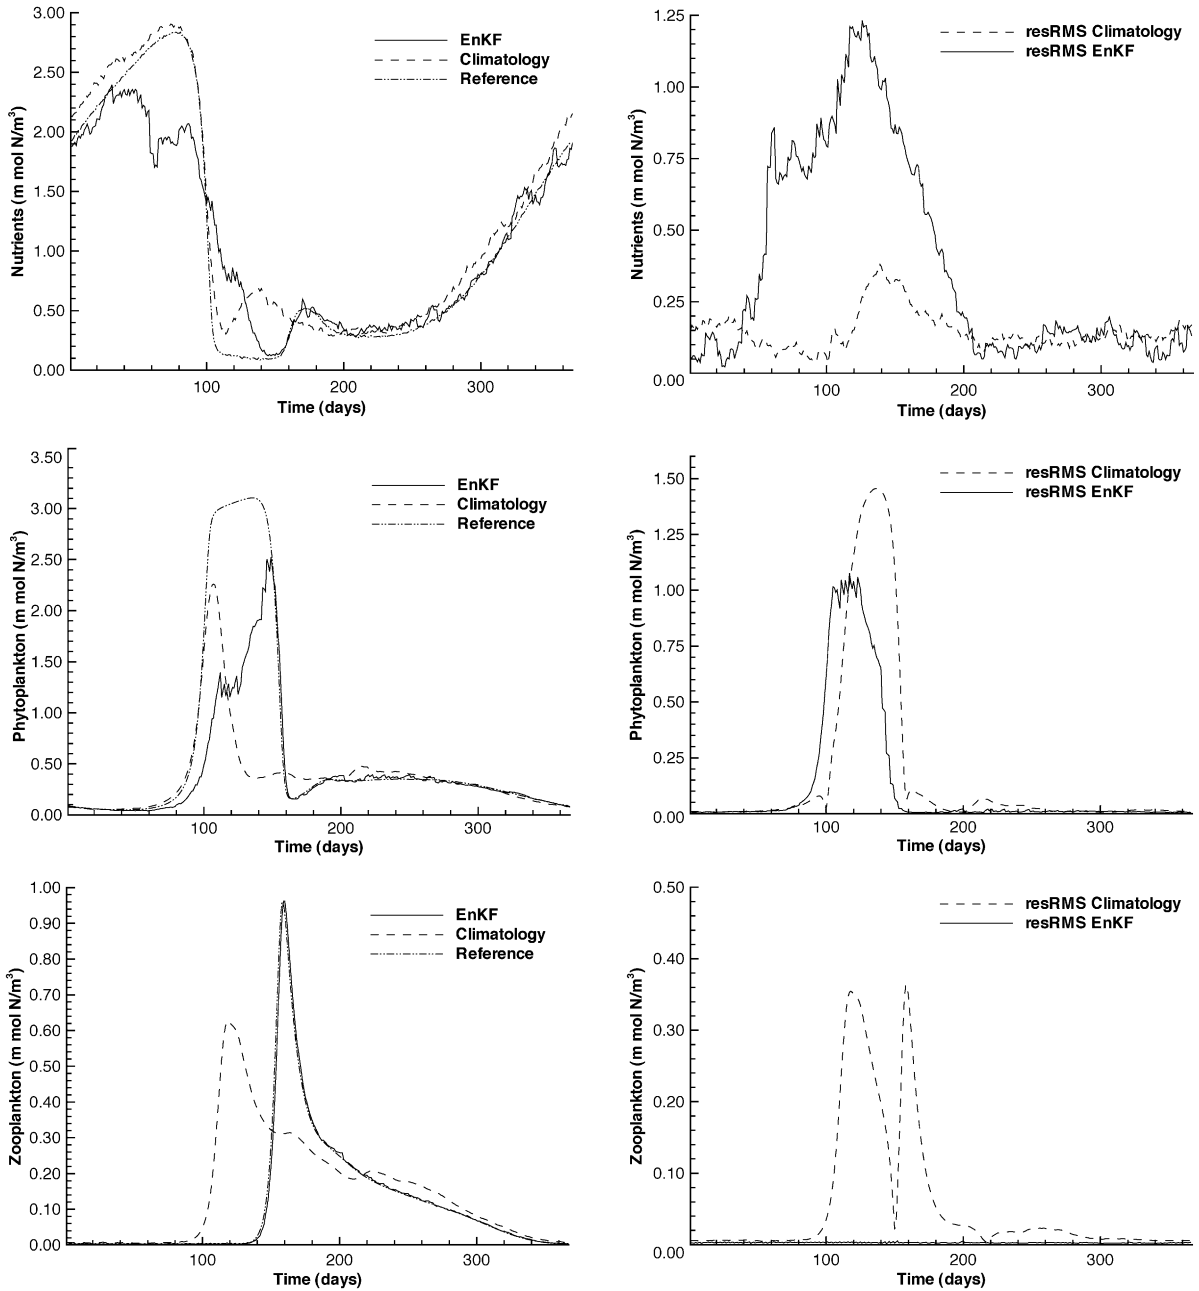 3.00
2.50
2.00
1.50
1.00
0.50
0.00
100
200
300
Nutrients (m mol N/m³)
Time (days)
EnKF
Climatology
Reference
1.25
1.00
0.75
0.50
0.25
0.00
100
200
300
Nutrients (m mol N/m³)
Time (days)
resRMS Climatology
resRMS EnKF
3.50
3.00
2.50
2.00
1.50
1.00
0.50
0.00
100
200
300
Phytoplankton (m mol N/m³)
Time (days)
EnKF
Climatology
Reference
1.50
1.25
1.00
0.75
0.50
0.25
0.00
100
200
300
Phytoplankton (m mol N/m³)
Time (days)
resRMS Climatology
resRMS EnKF
1.00
0.90
0.80
0.70
0.60
0.50
0.40
0.30
0.20
0.10
0.00
100
200
300
Zooplankton (m mol N/m³)
Time (days)
EnKF
Climatology
Reference
0.50
0.40
0.30
0.20
0.10
0.00
100
200
300
Zooplankton (m mol N/m³)
Time (days)
resRMS Climatology
resRMS EnKF